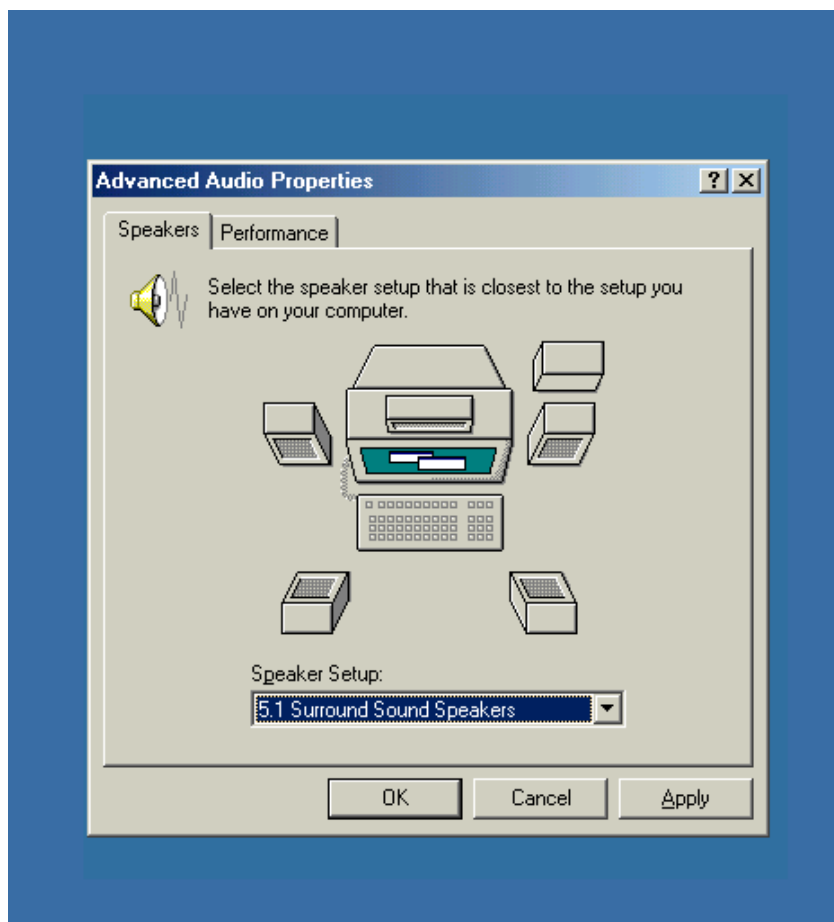 Advanced Audio Properties
Speakers
Performance
Select the speaker setup that is closest to the setup you
have on your computer.
Speaker Setup:
5.1 Surround Sound Speakers
OK
Cancel
Apply